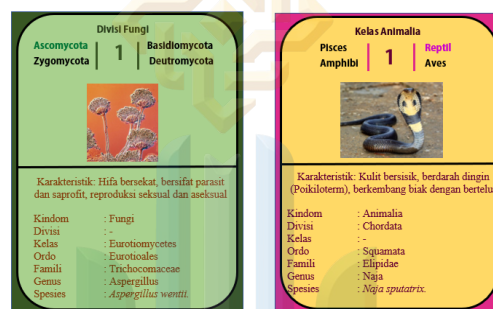 Divisi Fungi
Ascomycota 1 Basidiomycota
Zygomycota Deutromycota
Karakteristik: Hifa bersekat, bersifat parasit
dan saprofit, reproduksi seksual dan aseksual
Kindom : Fungi
Divisi : -
Kelas : Eurotiomycetes
Ordo : Eurotioales
Famili : Trichocomaceae
Genus : Aspergillus
Spesies : Aspergillus wentii.
Kelas Animalia
Pisces 1 Reptil
Amphibi Aves
Karakteristik: Kulit bersisik, berdarah dingin
(Poikiloterm), berkembang biak dengan bertelu
Kindom : Animalia
Divisi : Chordata
Kelas : -
Ordo : Squamata
Famili : Elipidae
Genus : Naja
Spesies : Naja sputatrix.